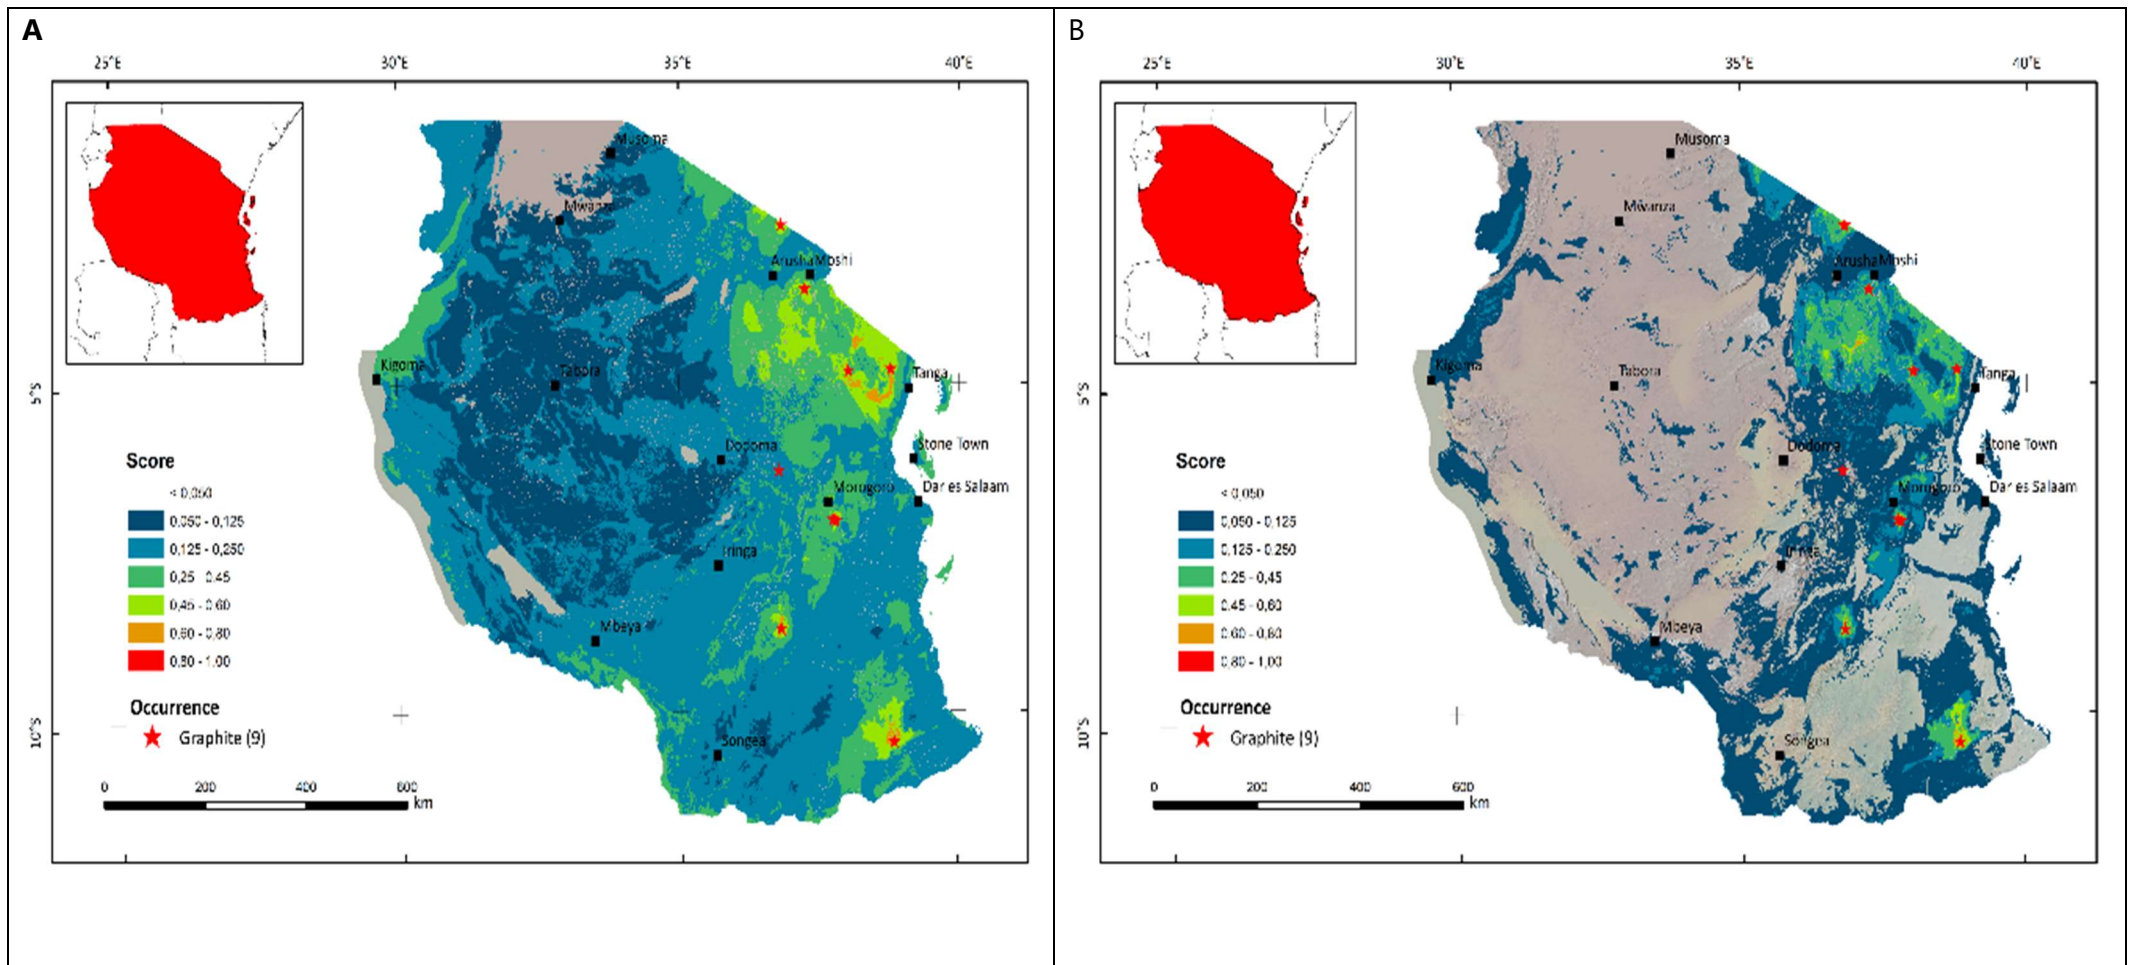 A
25°E 30°E 35°E 40°E
Musoma
Mwanza
Arusha Moshi
Kigoma
Tabora
Tanga
5°S
Dodoma
Stone Town
Score
Morogoro
Dar es Salaam
< 0,050
0,050 - 0,125
0,125 - 0,250
Iringa
0,25 - 0,45
0,45 - 0,60
0,60 - 0,80
Mbeya
0,80 - 1,00
Occurrence
Graphite (9)
10°S
Songea
0 200 400 600
km
B
25°E 30°E 35°E 40°E
Musoma
Mwanza
Arusha Moshi
Kigoma
Tabora
Tanga
5°S
Dodoma
Stone Town
Score
Morogoro
Dar es Salaam
< 0,050
0,050 - 0,125
0,125 - 0,250
Iringa
0,25 - 0,45
0,45 - 0,60
0,60 - 0,80
Mbeya
0,80 - 1,00
Occurrence
Graphite (9)
10°S
Songea
0 200 400 600
km